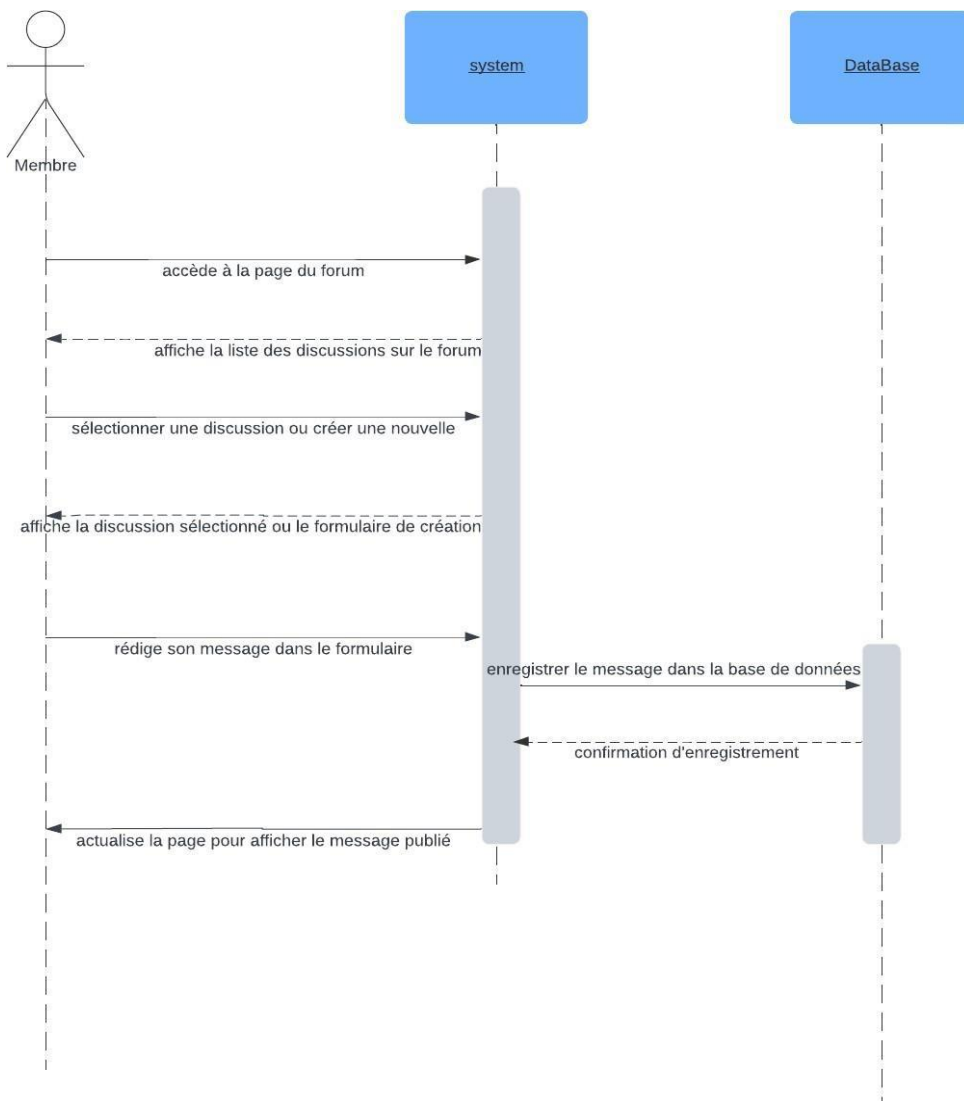 system
DataBase
Membre
accède à la page du forum
affiche la liste des discussions sur le forum
sélectionner une discussion ou créer une nouvelle
affiche la discussion sélectionné ou le formulaire de création
rédige son message dans le formulaire
enregistrer le message dans la base de données
confirmation d'enregistrement
actualise la page pour afficher le message publié